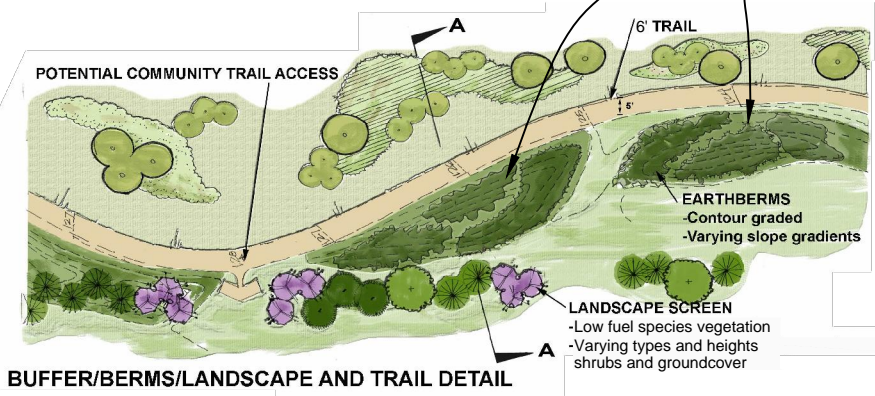 A
6' TRAIL
POTENTIAL COMMUNITY TRAIL ACCESS
5'
EARTHBERMS
-Contour graded
-Varying slope gradients
LANDSCAPE SCREEN
-Low fuel species vegetation
-Varying types and heights
shrubs and groundcover
A
BUFFER/BERMS/LANDSCAPE AND TRAIL DETAIL